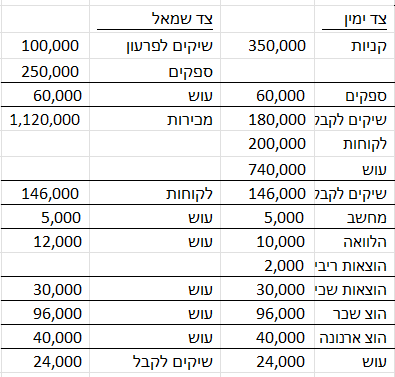 צד ימין צד שמאל
קניות 350,000 שיקים לפרעון 100,000
ספקים 250,000
ספקים 60,000 עוש 60,000
שיקים לקבל 180,000 מכירות 1,120,000
לקוחות 200,000
עוש 740,000
שיקים לקבל 146,000 לקוחות 146,000
מחשב 5,000 עוש 5,000
הלוואה 10,000 עוש 12,000
הוצאות ריבי 2,000
הוצאות שכי 30,000 עוש 30,000
הוצ שכר 96,000 עוש 96,000
הוצ ארנונה 40,000 עוש 40,000
עוש 24,000 שיקים לקבל 24,000